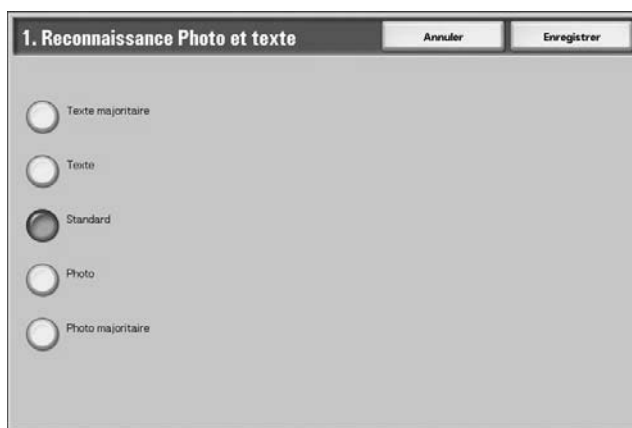 1. Reconnaissance Photo et texte
Annuler
Enregistrer
Texte majoritaire
Texte
Standard
Photo
Photo majoritaire